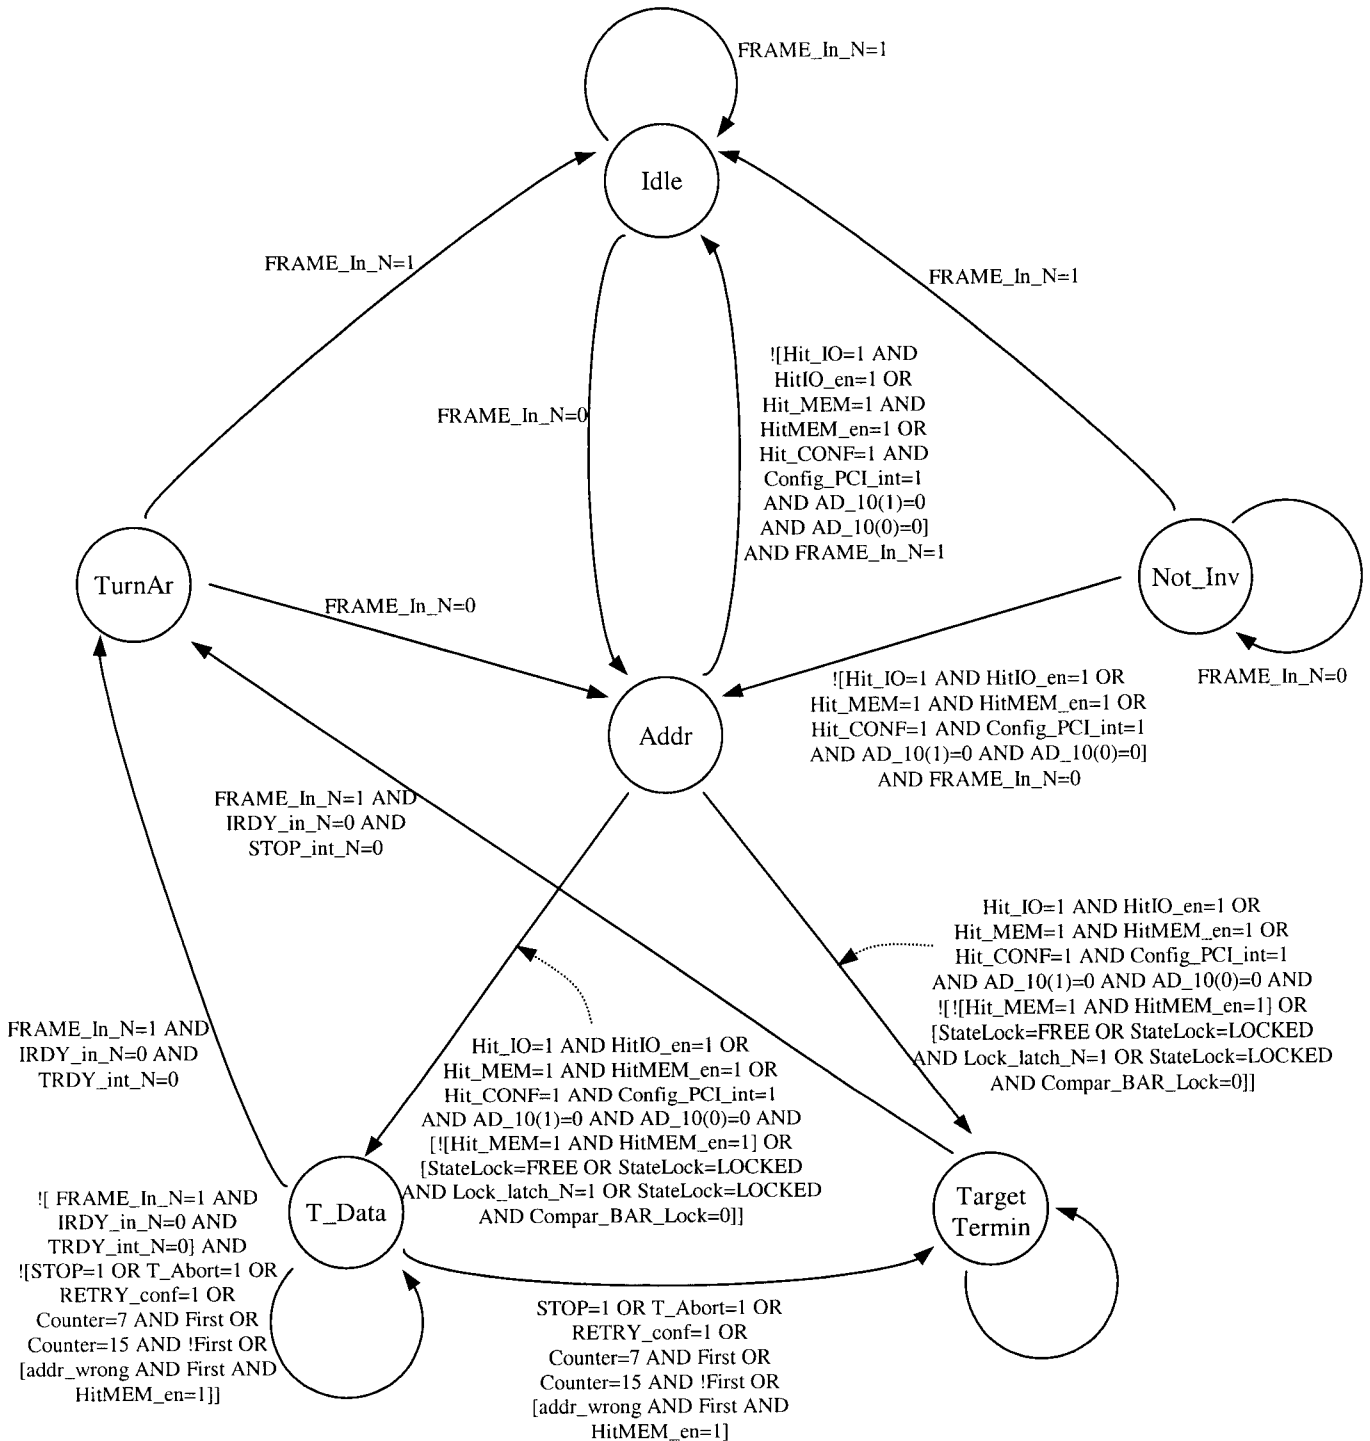 FRAME_In_N=1
Idle
FRAME_In_N=1
FRAME_In_N=1
![Hit_IO=1 AND
HitIO_en=1 OR
Hit_MEM=1 AND
HitMEM_en=1 OR
Hit_CONF=1 AND
Config_PCI_int=1
AND AD_10(1)=0
AND AD_10(0)=0]
AND FRAME_In_N=1
FRAME_In_N=0
TurnAr
FRAME_In_N=0
Not_Inv
FRAME_In_N=0
![Hit_IO=1 AND HitIO_en=1 OR
Hit_MEM=1 AND HitMEM_en=1 OR
Hit_CONF=1 AND Config_PCI_int=1
AND AD_10(1)=0 AND AD_10(0)=0]
AND FRAME_In_N=0
Addr
FRAME_In_N=1 AND
IRDY_in_N=0 AND
STOP_int_N=0
Hit_IO=1 AND HitIO_en=1 OR
Hit_MEM=1 AND HitMEM_en=1 OR
Hit_CONF=1 AND Config_PCI_int=1
AND AD_10(1)=0 AND AD_10(0)=0 AND
![![Hit_MEM=1 AND HitMEM_en=1] OR
[StateLock=FREE OR StateLock=LOCKED
AND Lock_latch_N=1 OR StateLock=LOCKED
AND Compar_BAR_Lock=0]]
FRAME_In_N=1 AND
IRDY_in_N=0 AND
TRDY_int_N=0
Hit_IO=1 AND HitIO_en=1 OR
Hit_MEM=1 AND HitMEM_en=1 OR
Hit_CONF=1 AND Config_PCI_int=1
AND AD_10(1)=0 AND AD_10(0)=0 AND
[![Hit_MEM=1 AND HitMEM_en=1] OR
[StateLock=FREE OR StateLock=LOCKED
AND Lock_latch_N=1 OR StateLock=LOCKED
AND Compar_BAR_Lock=0]]
T_Data
Target
Termin
![ FRAME_In_N=1 AND
IRDY_in_N=0 AND
TRDY_int_N=0] AND
![STOP=1 OR T_Abort=1 OR
RETRY_conf=1 OR
Counter=7 AND First OR
Counter=15 AND !First OR
[addr_wrong AND First AND
HitMEM_en=1]]
STOP=1 OR T_Abort=1 OR
RETRY_conf=1 OR
Counter=7 AND First OR
Counter=15 AND !First OR
[addr_wrong AND First AND
HitMEM_en=1]